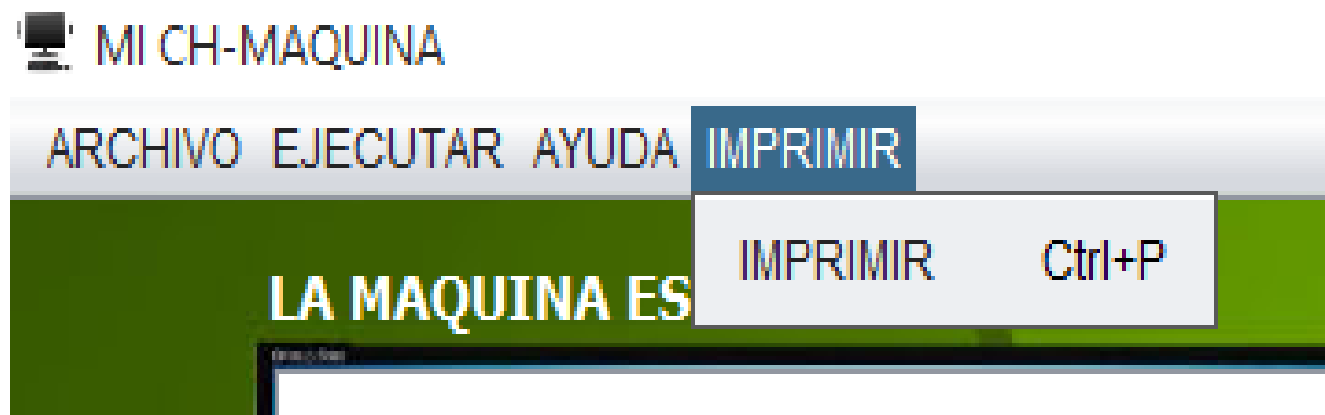 MI CH-MAQUINA
ARCHIVO EJECUTAR AYUDA IMPRIMIR
IMPRIMIR Ctrl+P
LA MAQUINA ES